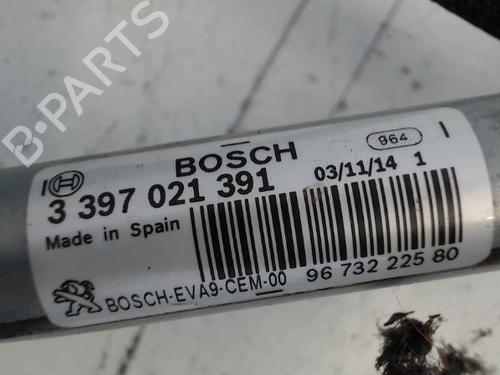 B-PARTS
964
BOSCH
03/11/14 1
3 397 021 391
Made in Spain
BOSCH-EVA9-CEM-00
96 732 225 80